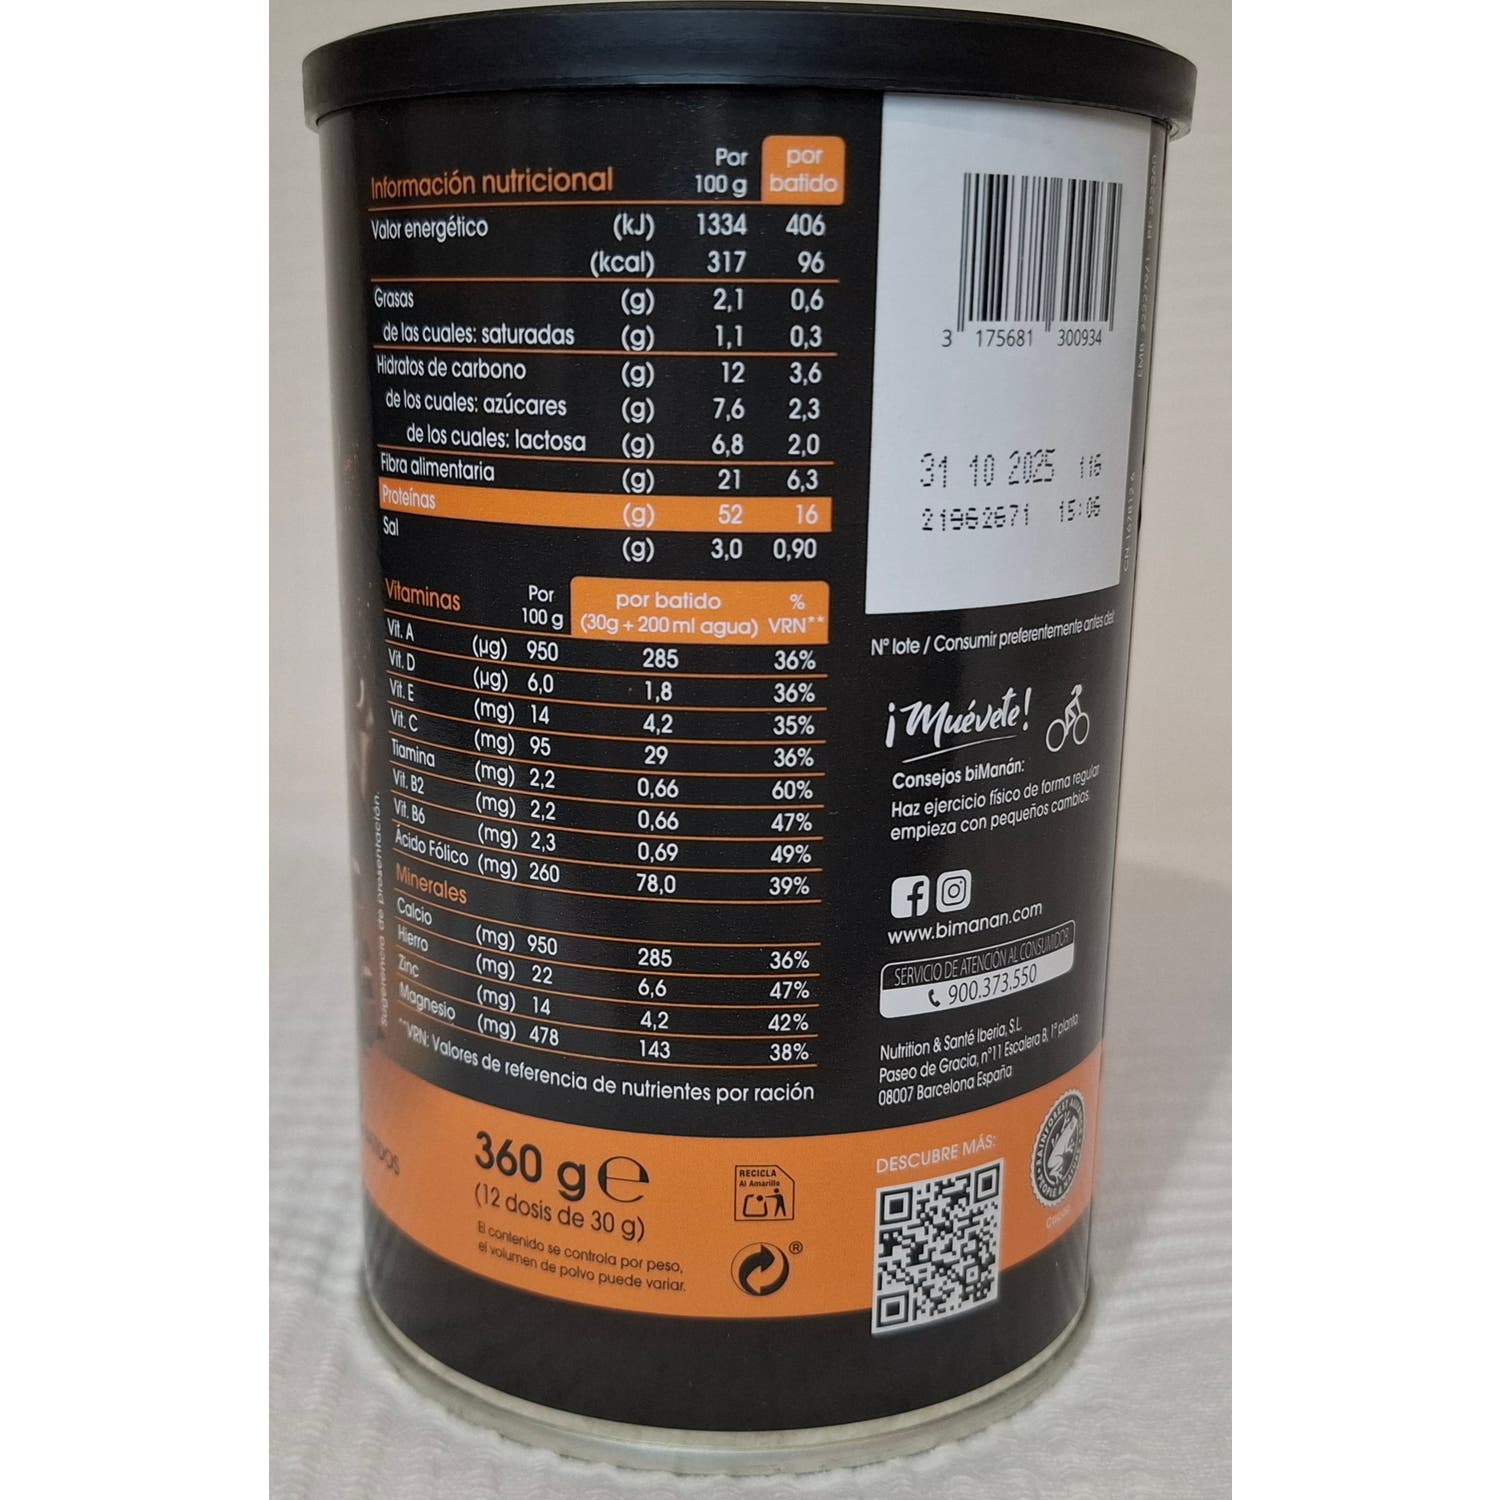 Información nutricional Por 100 g por batido
Valor energético (kJ) 1334 406
(kcal) 317 96
Grasas (g) 2,1 0,6
de las cuales: saturadas (g) 1,1 0,3
Hidratos de carbono (g) 12 3,6
de los cuales: azúcares (g) 7,6 2,3
de los cuales: lactosa (g) 6,8 2,0
Fibra alimentaria (g) 21 6,3
Proteínas (g) 52 16
Sal (g) 3,0 0,90
Vitaminas Por 100 g por batido (30g + 200 ml agua) % VRN**
Vit. A (µg) 950 285 36%
Vit. D (µg) 6,0 1,8 36%
Vit. E (mg) 14 4,2 35%
Vit. C (mg) 95 29 36%
Tiamina (mg) 2,2 0,66 60%
Vit. B2 (mg) 2,2 0,66 47%
Vit. B6 (mg) 2,3 0,69 49%
Ácido Fólico (mg) 260 78,0 39%
Minerales
Calcio (mg) 950 285 36%
Hierro (mg) 22 6,6 47%
Zinc (mg) 14 4,2 42%
Magnesio (mg) 478 143 38%
**VRN: Valores de referencia de nutrientes por ración
Sugerencia de presentación.
360 g e
(12 dosis de 30 g)
El contenido se controla por peso,
el volumen de polvo puede variar.
RECICLA
Al Amarillo
®
3 175681 300934
31 10 2025 116
21962671 15:06
Nº lote / Consumir preferentemente antes del:
¡Muévete!
Consejos biManán:
Haz ejercicio físico de forma regular
empieza con pequeños cambios.
www.bimanan.com
SERVICIO DE ATENCIÓN AL CONSUMIDOR
900.373.550
Nutrition & Santé Iberia, S.L.
Paseo de Gracia, nº11 Escalera B, 1ª planta
08007 Barcelona España
DESCUBRE MÁS:
RAINFOREST ALLIANCE
PEOPLE & NATURE